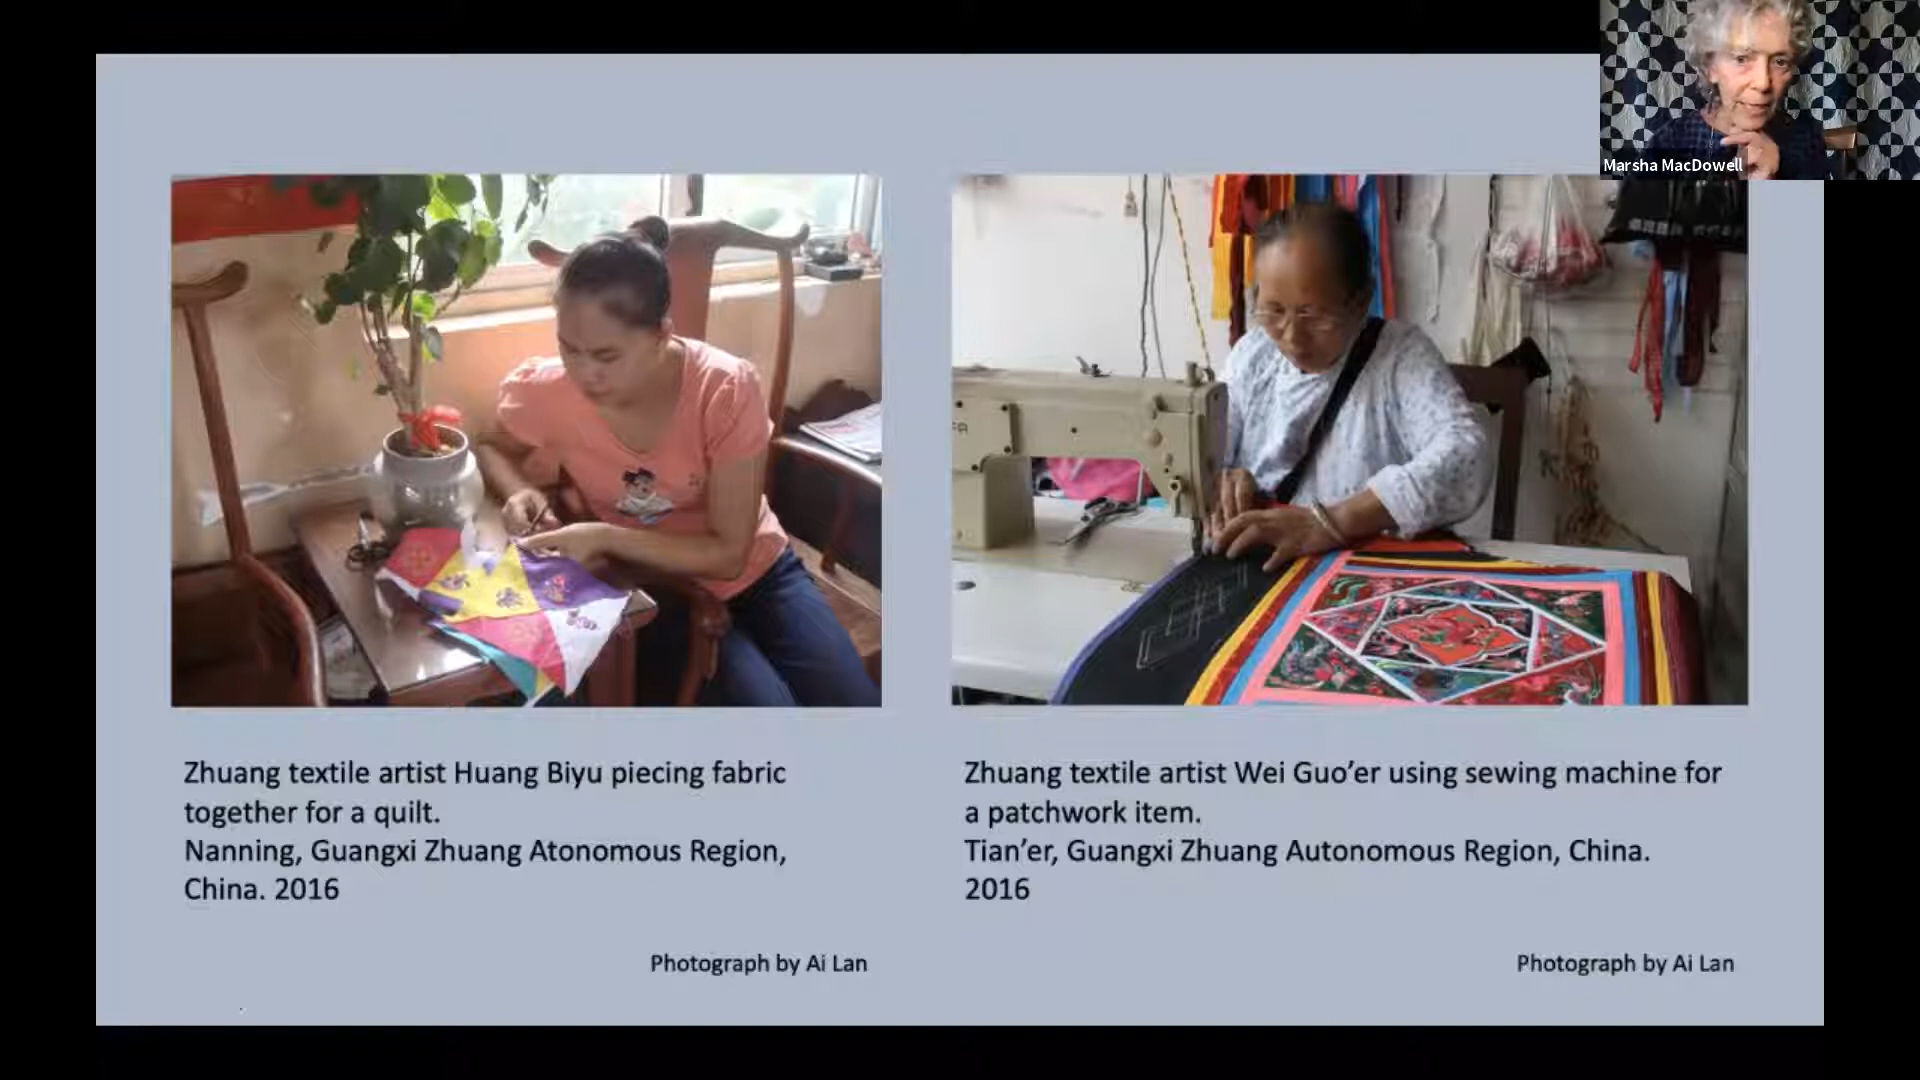 Marsha MacDowell
Zhuang textile artist Huang Biyu piecing fabric
together for a quilt.
Nanning, Guangxi Zhuang Atonomous Region,
China. 2016
Photograph by Ai Lan
Zhuang textile artist Wei Guo’er using sewing machine for
a patchwork item.
Tian’er, Guangxi Zhuang Autonomous Region, China.
2016
Photograph by Ai Lan